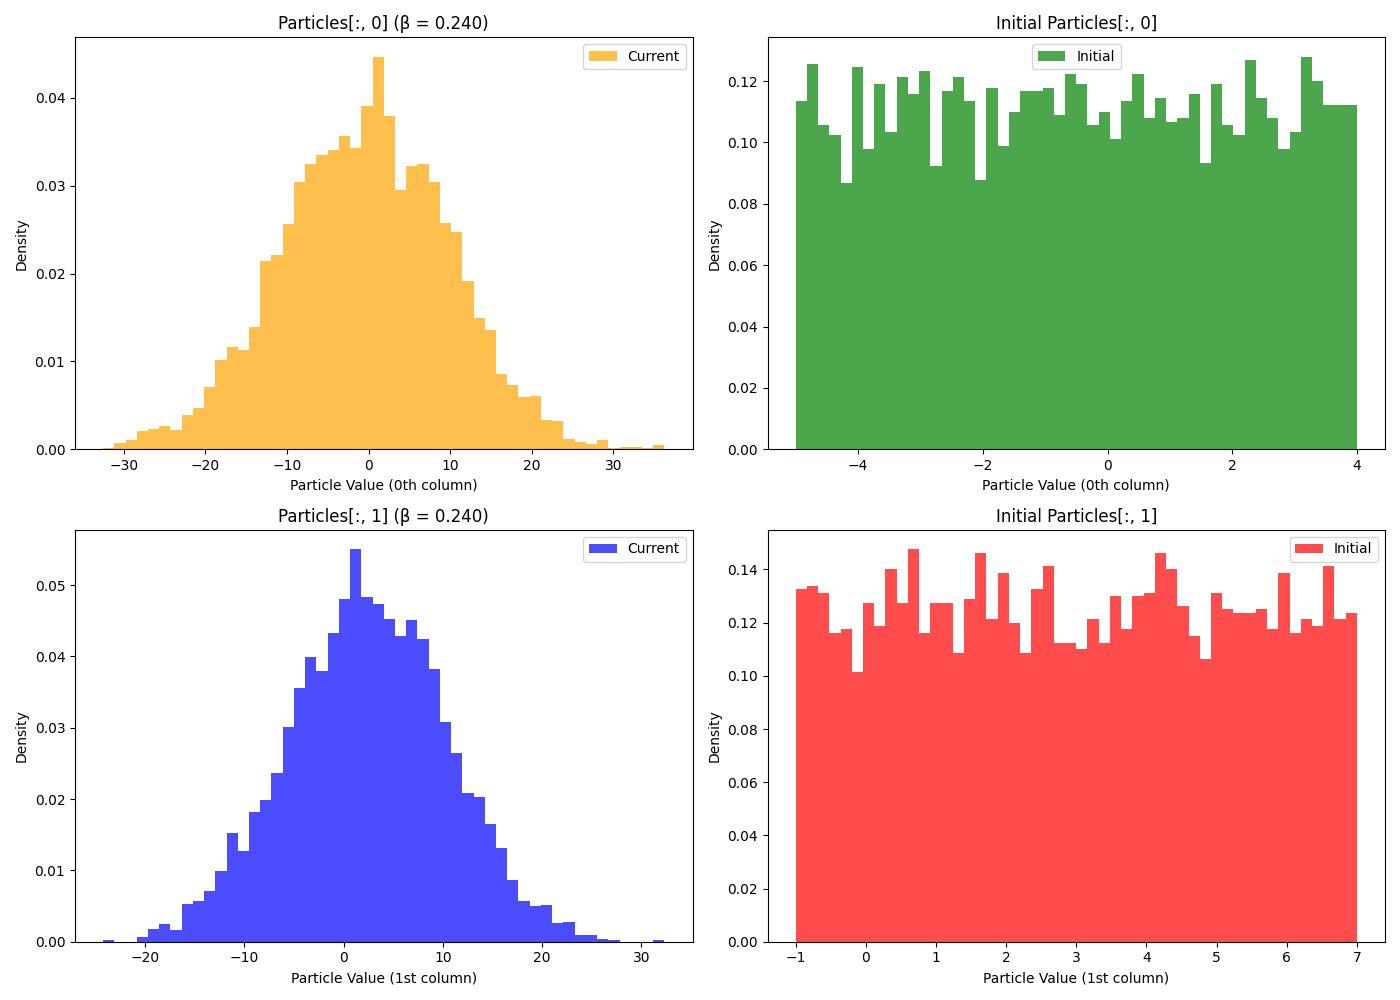 Particles[:, 0] (β = 0.240)
Current
Density
0.04
0.03
0.02
0.01
0.00
−30 −20 −10 0 10 20 30
Particle Value (0th column)
Initial Particles[:, 0]
Initial
Density
0.12
0.10
0.08
0.06
0.04
0.02
0.00
−4 −2 0 2 4
Particle Value (0th column)
Particles[:, 1] (β = 0.240)
Current
Density
0.05
0.04
0.03
0.02
0.01
0.00
−20 −10 0 10 20 30
Particle Value (1st column)
Initial Particles[:, 1]
Initial
Density
0.14
0.12
0.10
0.08
0.06
0.04
0.02
0.00
−1 0 1 2 3 4 5 6 7
Particle Value (1st column)